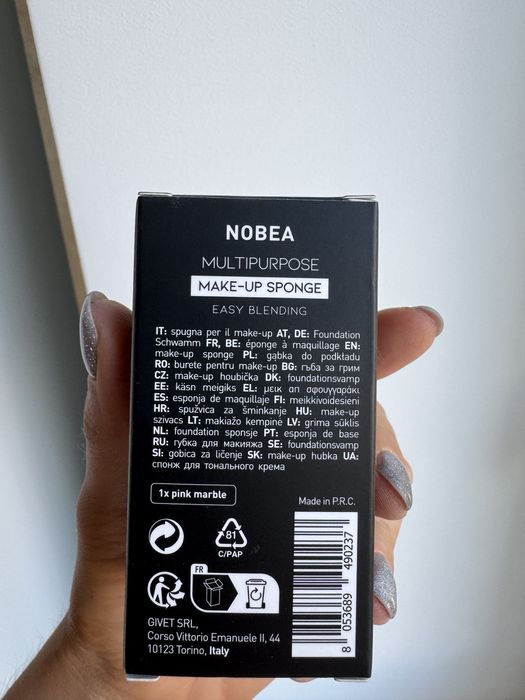 NOBEA
MULTIPURPOSE
MAKE-UP SPONGE
EASY BLENDING
IT: spugna per il make-up AT, DE: Foundation
Schwamm FR, BE: éponge à maquillage EN:
make-up sponge PL: gąbka do podkładu
RO: burete pentru make-up BG: гъба за грим
CZ: make-up houbička DK: foundationsvamp
EE: käsn meigiks EL: μεικ απ σφουγγαράκι
ES: esponja de maquillaje FI: meikkivoidesieni
HR: spužvica za šminkanje HU: make-up
szivacs LT: makiažo kempinė LV: grima sūklis
NL: foundation sponsje PT: esponja de base
RU: губка для макияжа SE: foundationsvamp
SI: gobica za ličenje SK: make-up hubka UA:
спонж для тонального крема
1x pink marble
Made in P.R.C.
81
C/PAP
FR
GIVET SRL,
Corso Vittorio Emanuele II, 44
10123 Torino, Italy
8 053689 490237